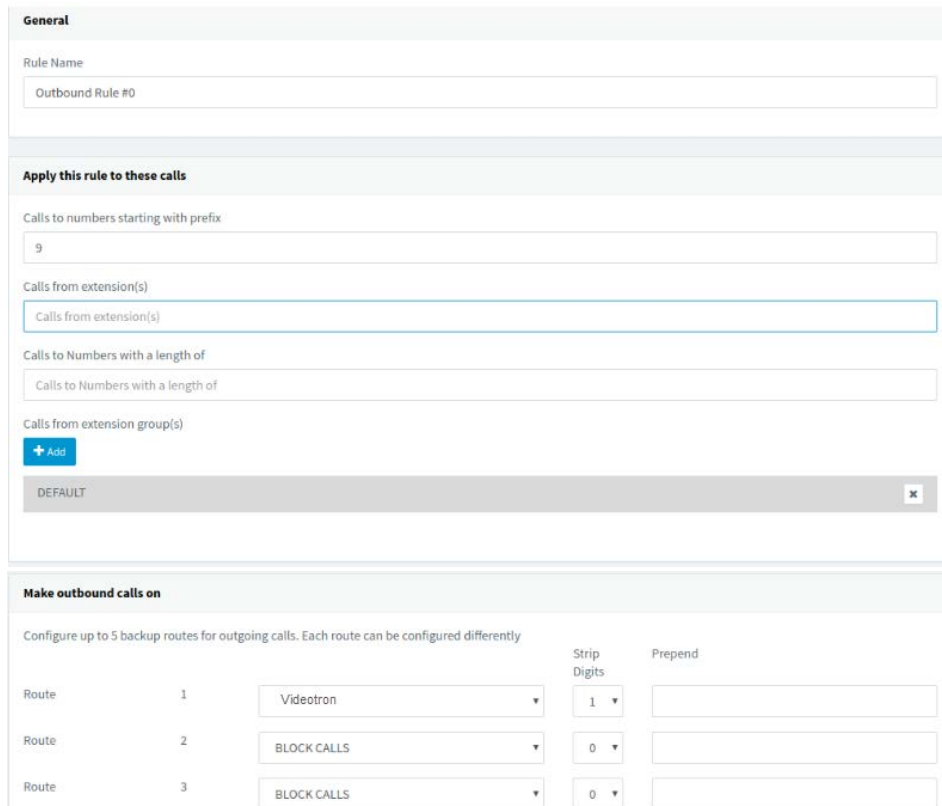 General
Rule Name
Outbound Rule #0
Apply this rule to these calls
Calls to numbers starting with prefix
9
Calls from extension(s)
Calls from extension(s)
Calls to Numbers with a length of
Calls to Numbers with a length of
Calls from extension group(s)
+ Add
DEFAULT
Make outbound calls on
Configure up to 5 backup routes for outgoing calls. Each route can be configured differently
Strip Digits Prepend
Route 1 Videotron 1
Route 2 BLOCK CALLS 0
Route 3 BLOCK CALLS 0